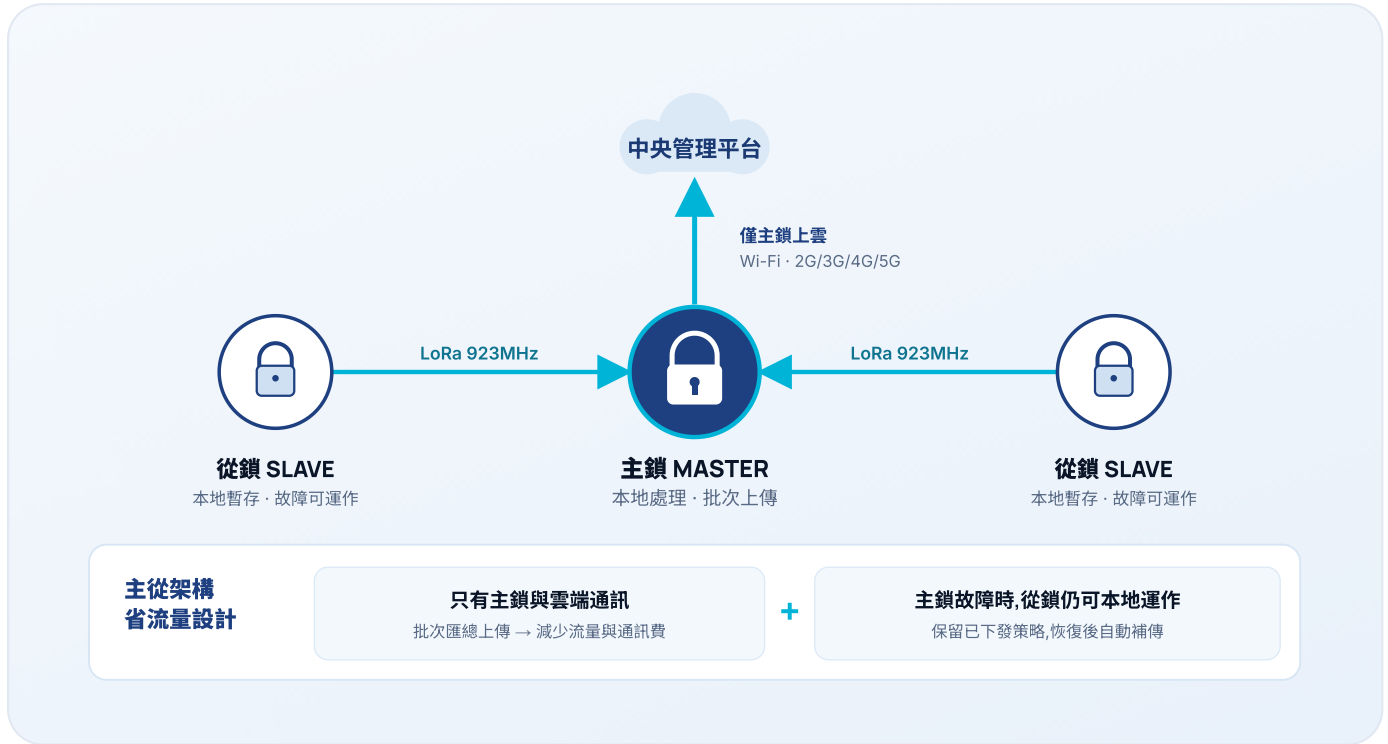 中央管理平台
僅主鎖上雲
Wi-Fi · 2G/3G/4G/5G
LoRa 923MHz
LoRa 923MHz
從鎖 SLAVE
本地暫存 · 故障可運作
主鎖 MASTER
本地處理 · 批次上傳
從鎖 SLAVE
本地暫存 · 故障可運作
主從架構
省流量設計
只有主鎖與雲端通訊
批次匯總上傳 → 減少流量與通訊費
+
主鎖故障時,從鎖仍可本地運作
保留已下發策略,恢復後自動補傳